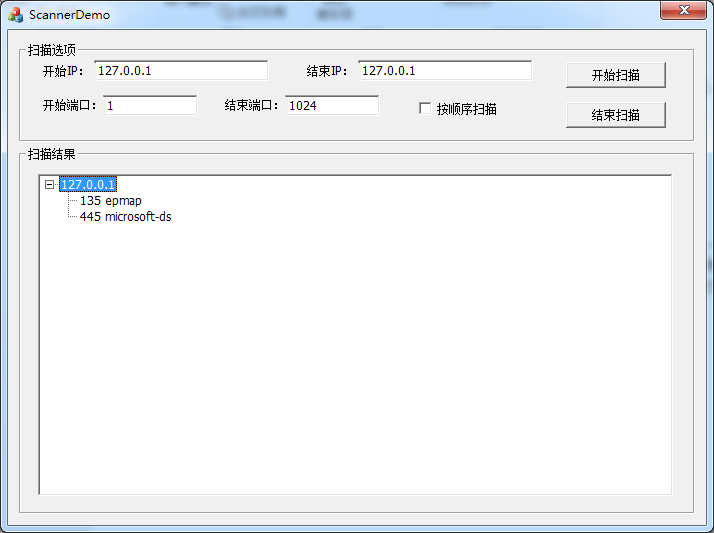 ScannerDemo
扫描选项
开始IP： 127.0.0.1 结束IP： 127.0.0.1 开始扫描
开始端口： 1 结束端口： 1024 按顺序扫描 结束扫描
扫描结果
127.0.0.1
135 epmap
445 microsoft-ds